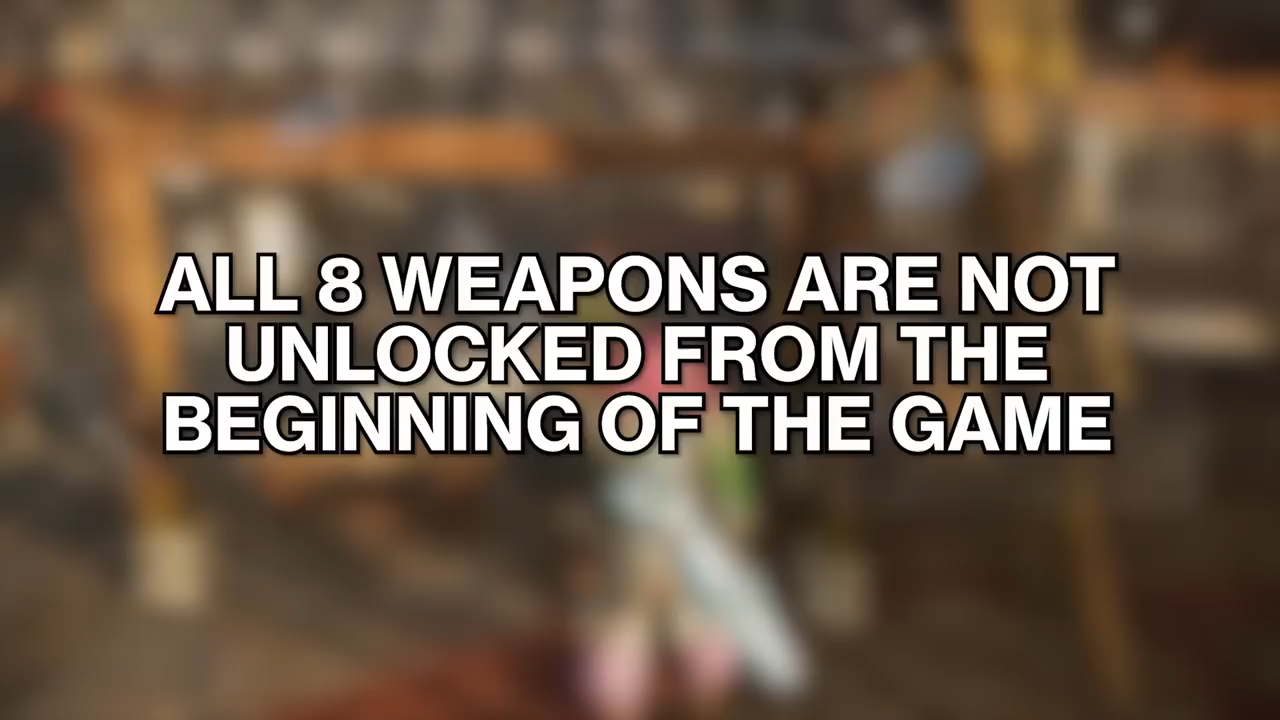 ALL 8 WEAPONS ARE NOT
UNLOCKED FROM THE
BEGINNING OF THE GAME